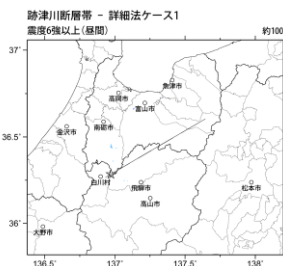 跡津川断層帯 - 詳細法ケース1
震度6強以上(昼間)
約100
37°
魚津市
高岡市
富山市
36.5°
金沢市
南砺市
白川村
飛騨市
松本市
高山市
36°
大野市
136.5°
137°
137.5°
138°